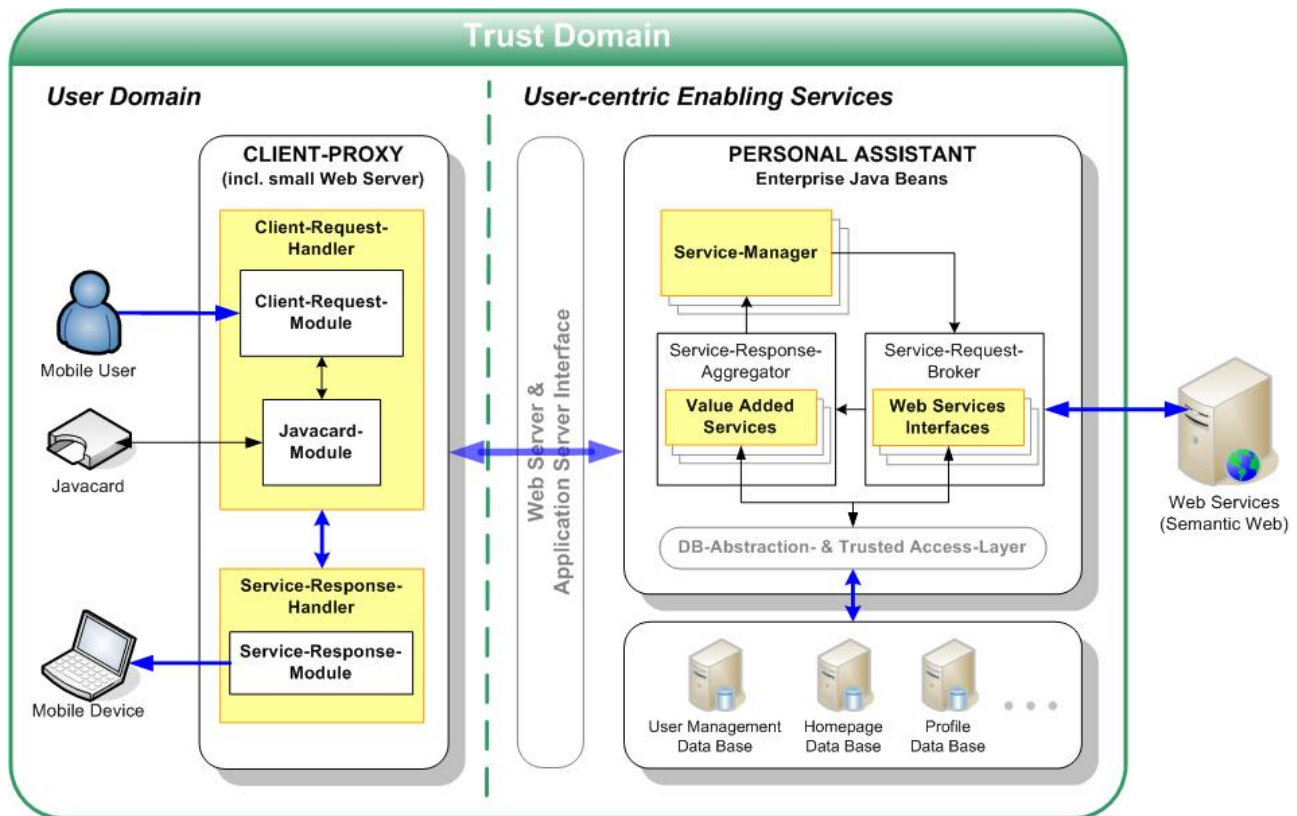 Trust Domain
User Domain
User-centric Enabling Services
CLIENT-PROXY
(incl. small Web Server)
Client-Request-
Handler
Client-Request-
Module
Javacard-
Module
Service-Response-
Handler
Service-Response-
Module
Mobile User
Javacard
Mobile Device
Web Server &
Application Server Interface
PERSONAL ASSISTANT
Enterprise Java Beans
Service-Manager
Service-Response-
Aggregator
Value Added
Services
Service-Request-
Broker
Web Services
Interfaces
DB-Abstraction- & Trusted Access-Layer
User Management
Data Base
Homepage
Data Base
Profile
Data Base
Web Services
(Semantic Web)